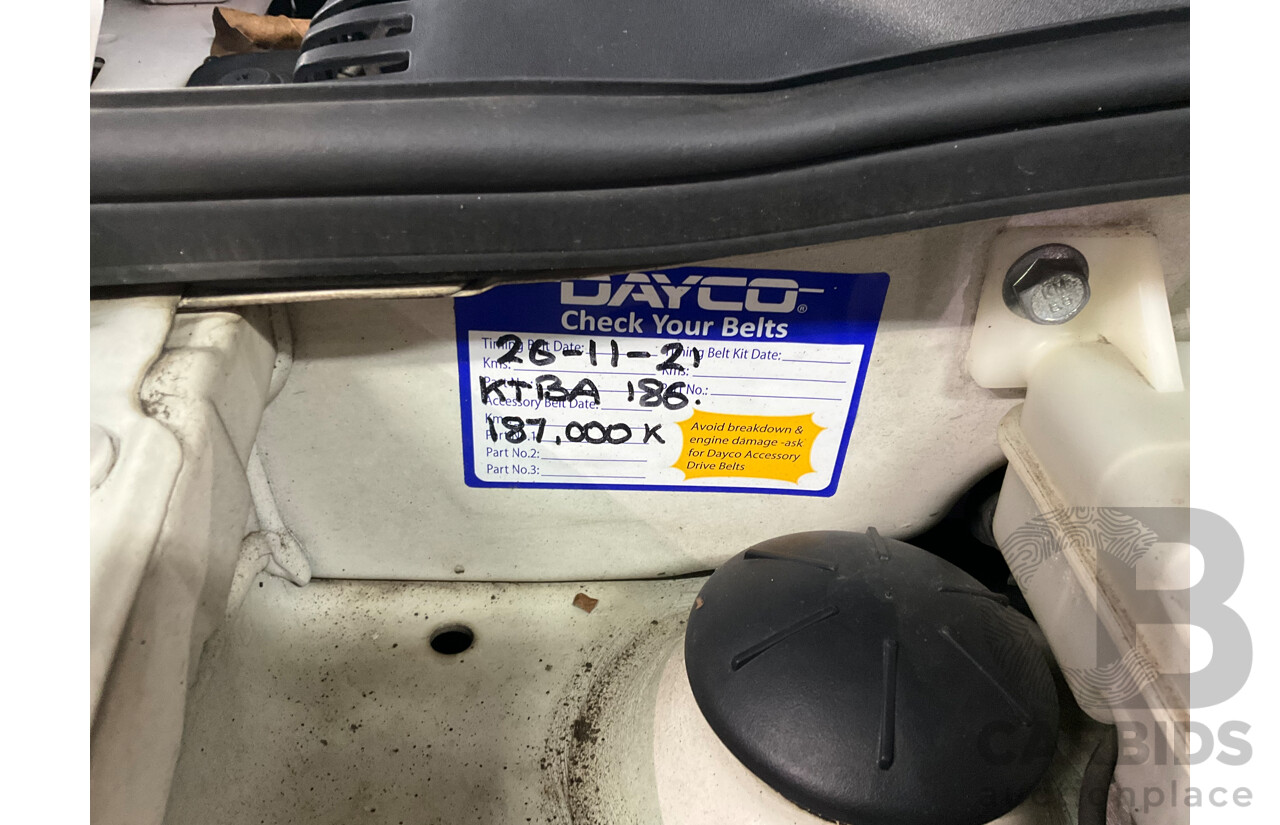 DAYCO®
Check Your Belts
Timing Belt Date: Timing Belt Kit Date:
26-11-21
Kms: Kms:
No.:
KTBA 186.
Accessory Belt Date:
187,000 K
Part No.2:
Part No.3:
Avoid breakdown &
engine damage -ask
for Dayco Accessory
Drive Belts
B
CARBIDS
auctionplace